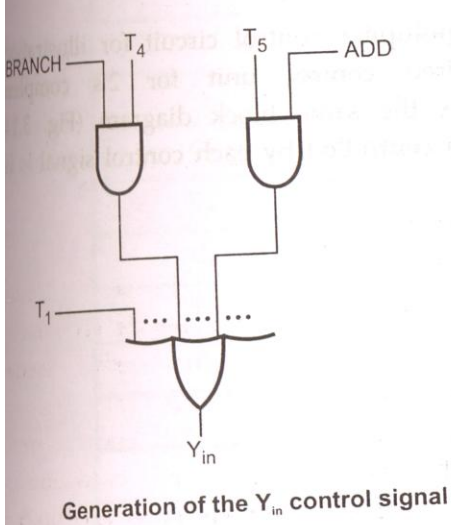 T4 T5
BRANCH ADD
T1 ... ... ...
Yin
Generation of the Yin control signal